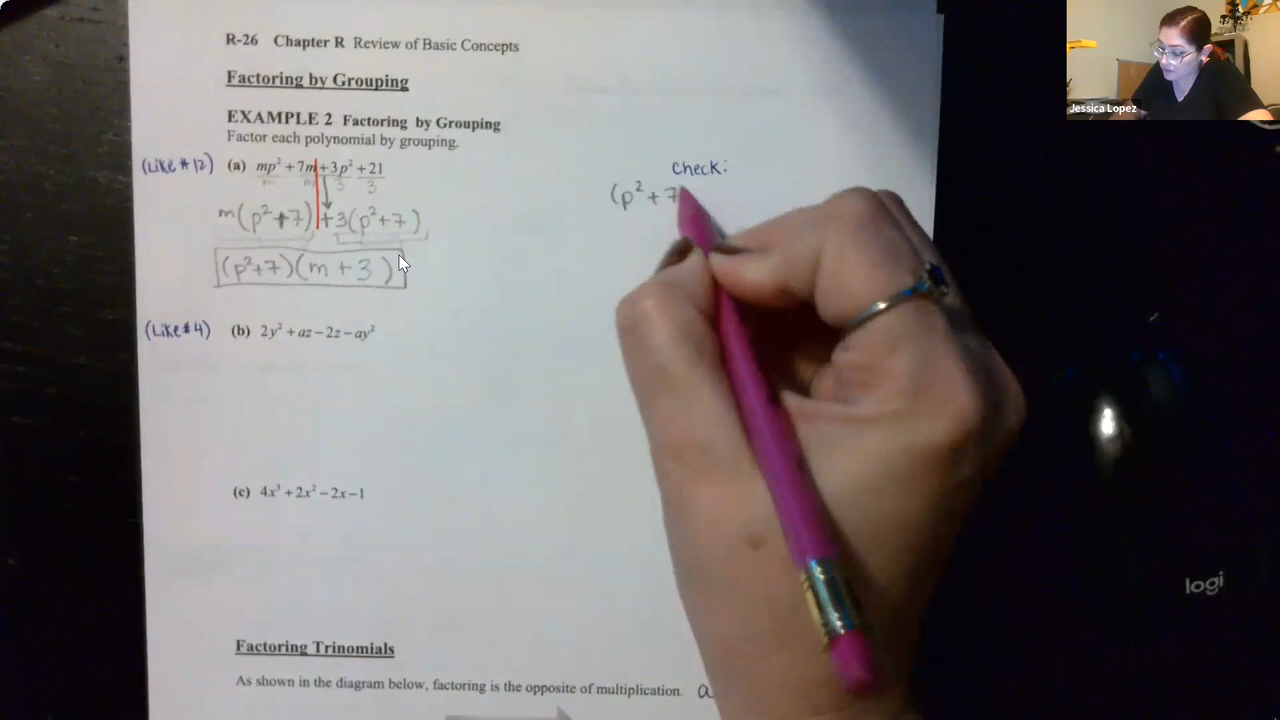 R-26 Chapter R Review of Basic Concepts
Factoring by Grouping
EXAMPLE 2 Factoring by Grouping
Factor each polynomial by grouping.
(Like #12) (a) mp² + 7m + 3p² + 21
m m 3 3
m(p² + 7) + 3(p² + 7)
(p² + 7)(m + 3)
check:
(p² + 7
(Like #4) (b) 2y² + az − 2z − ay²
(c) 4x³ + 2x² − 2x − 1
Factoring Trinomials
As shown in the diagram below, factoring is the opposite of multiplication. a
Jessica Lopez
logi